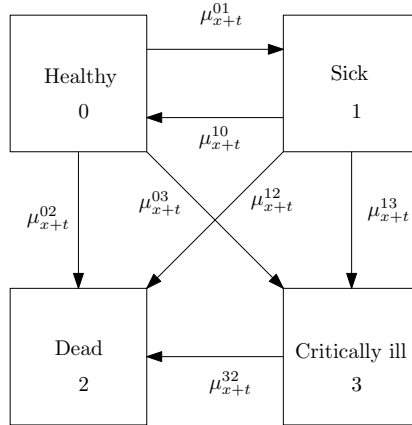 μ^{01}_{x+t}
Healthy
0
Sick
1
μ^{10}_{x+t}
μ^{02}_{x+t}
μ^{03}_{x+t}
μ^{12}_{x+t}
μ^{13}_{x+t}
Dead
2
Critically ill
3
μ^{32}_{x+t}